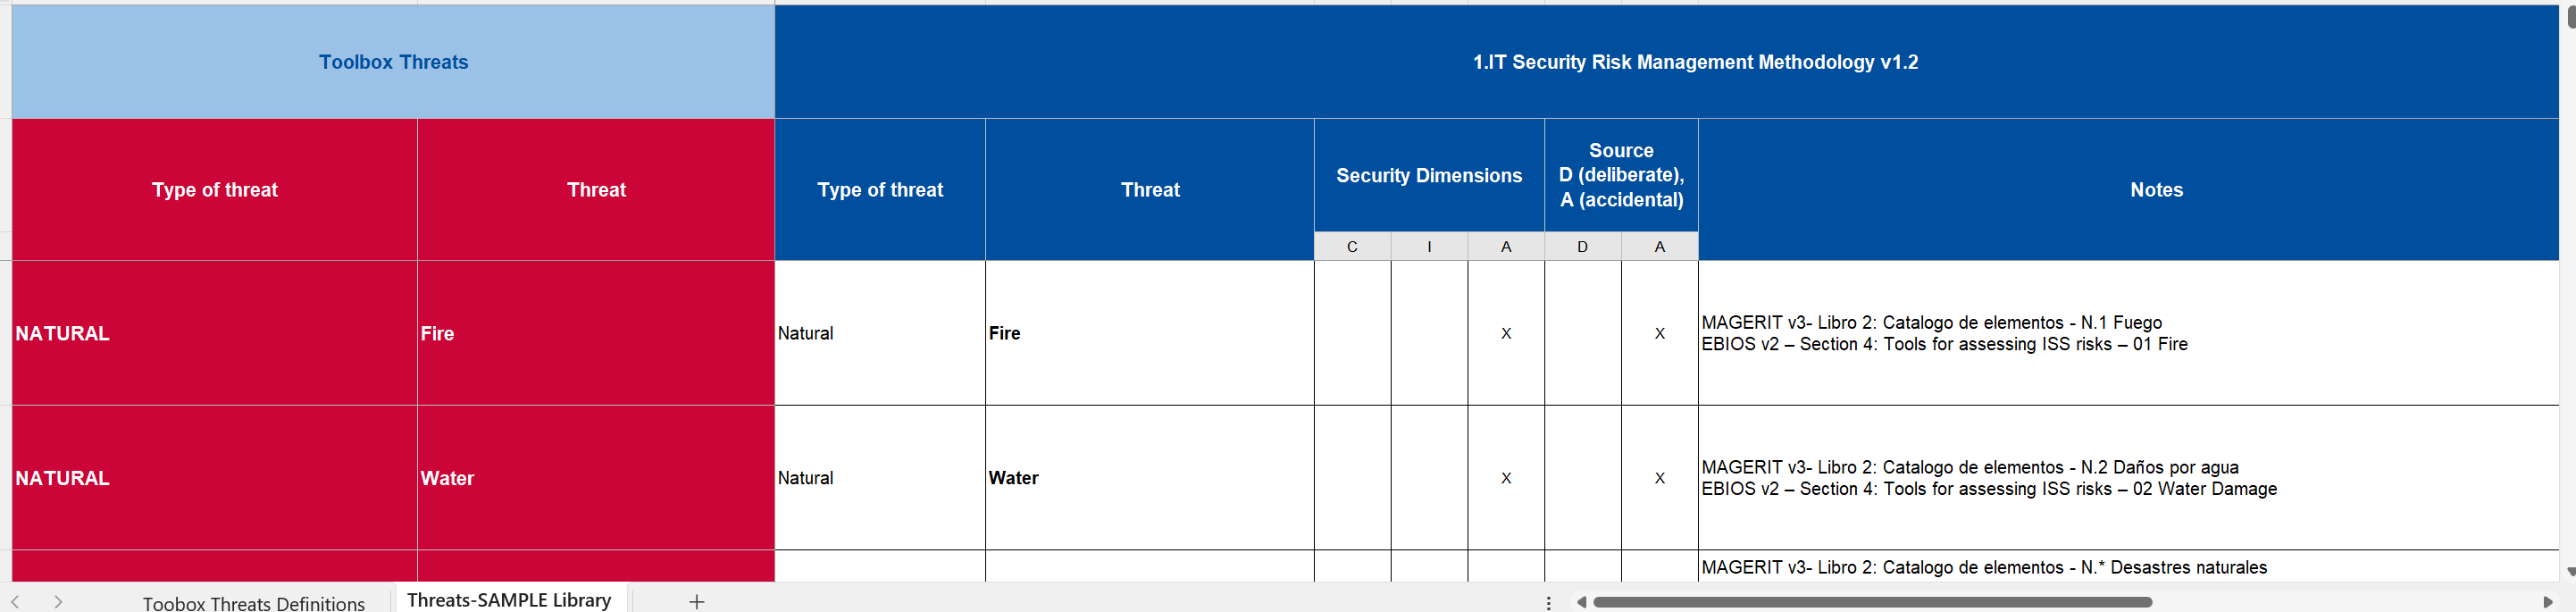 Toolbox Threats
1.IT Security Risk Management Methodology v1.2
Type of threat
Threat
Type of threat
Threat
Security Dimensions
Source
D (deliberate),
A (accidental)
Notes
C
I
A
D
A
NATURAL
Fire
Natural
Fire
X
X
MAGERIT v3- Libro 2: Catalogo de elementos - N.1 Fuego
EBIOS v2 – Section 4: Tools for assessing ISS risks – 01 Fire
NATURAL
Water
Natural
Water
X
X
MAGERIT v3- Libro 2: Catalogo de elementos - N.2 Daños por agua
EBIOS v2 – Section 4: Tools for assessing ISS risks – 02 Water Damage
MAGERIT v3- Libro 2: Catalogo de elementos - N.* Desastres naturales
Toobox Threats Definitions
Threats-SAMPLE Library